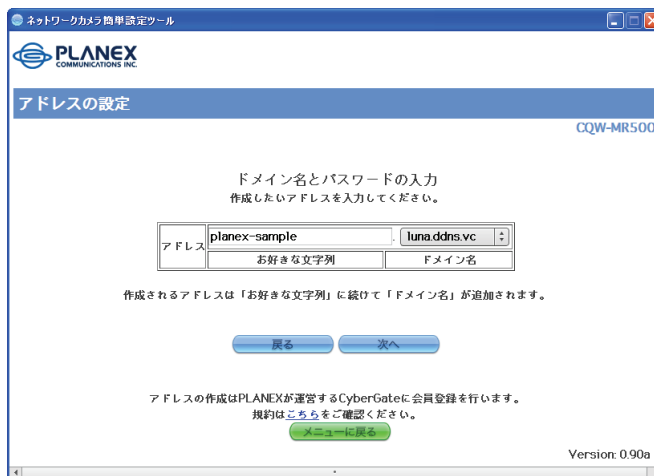 ネットワークカメラ簡単設定ツール
PLANEX
COMMUNICATIONS INC.
アドレスの設定
CQW-MR500
ドメイン名とパスワードの入力
作成したいアドレスを入力してください。
アドレス planex-sample . luna.ddns.vc
お好きな文字列 ドメイン名
作成されるアドレスは「お好きな文字列」に続けて「ドメイン名」が追加されます。
戻る 次へ
アドレスの作成はPLANEXが運営するCyberGateに会員登録を行います。
規約はこちらをご確認ください。
メニューに戻る
Version: 0.90a